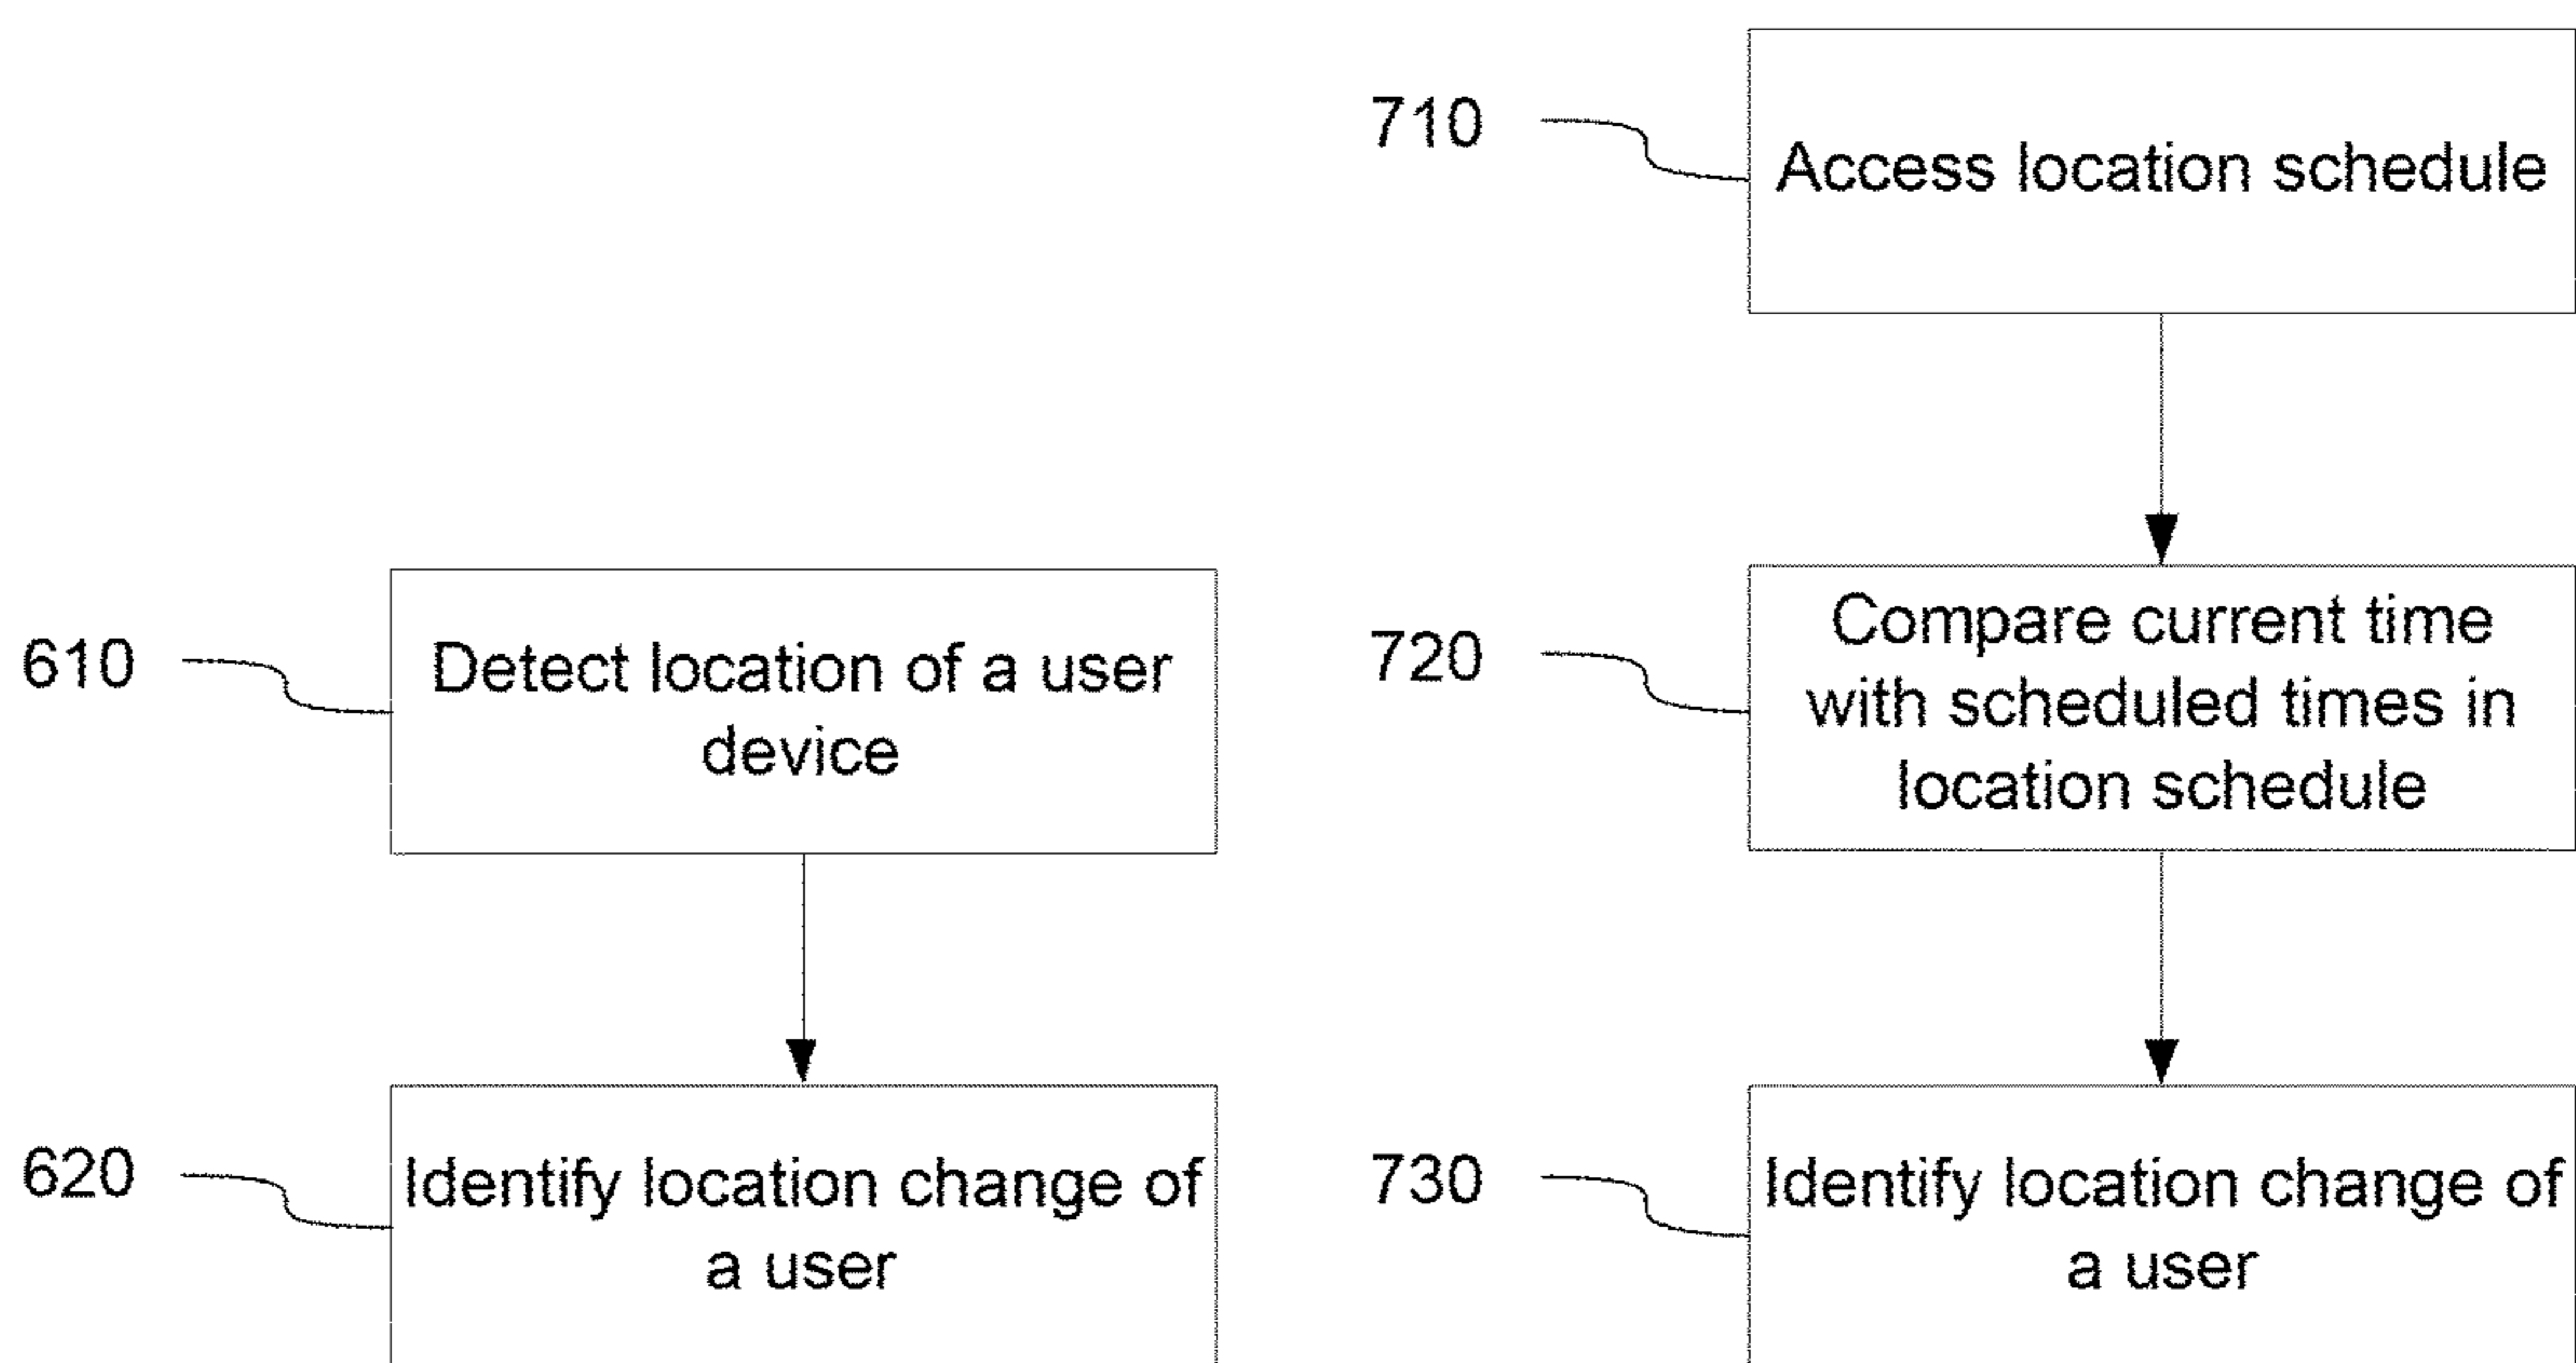 610
Detect location of a user
device
620
Identify location change of
a user
710
Access location schedule
720
Compare current time
with scheduled times in
location schedule
730
Identify location change of
a user